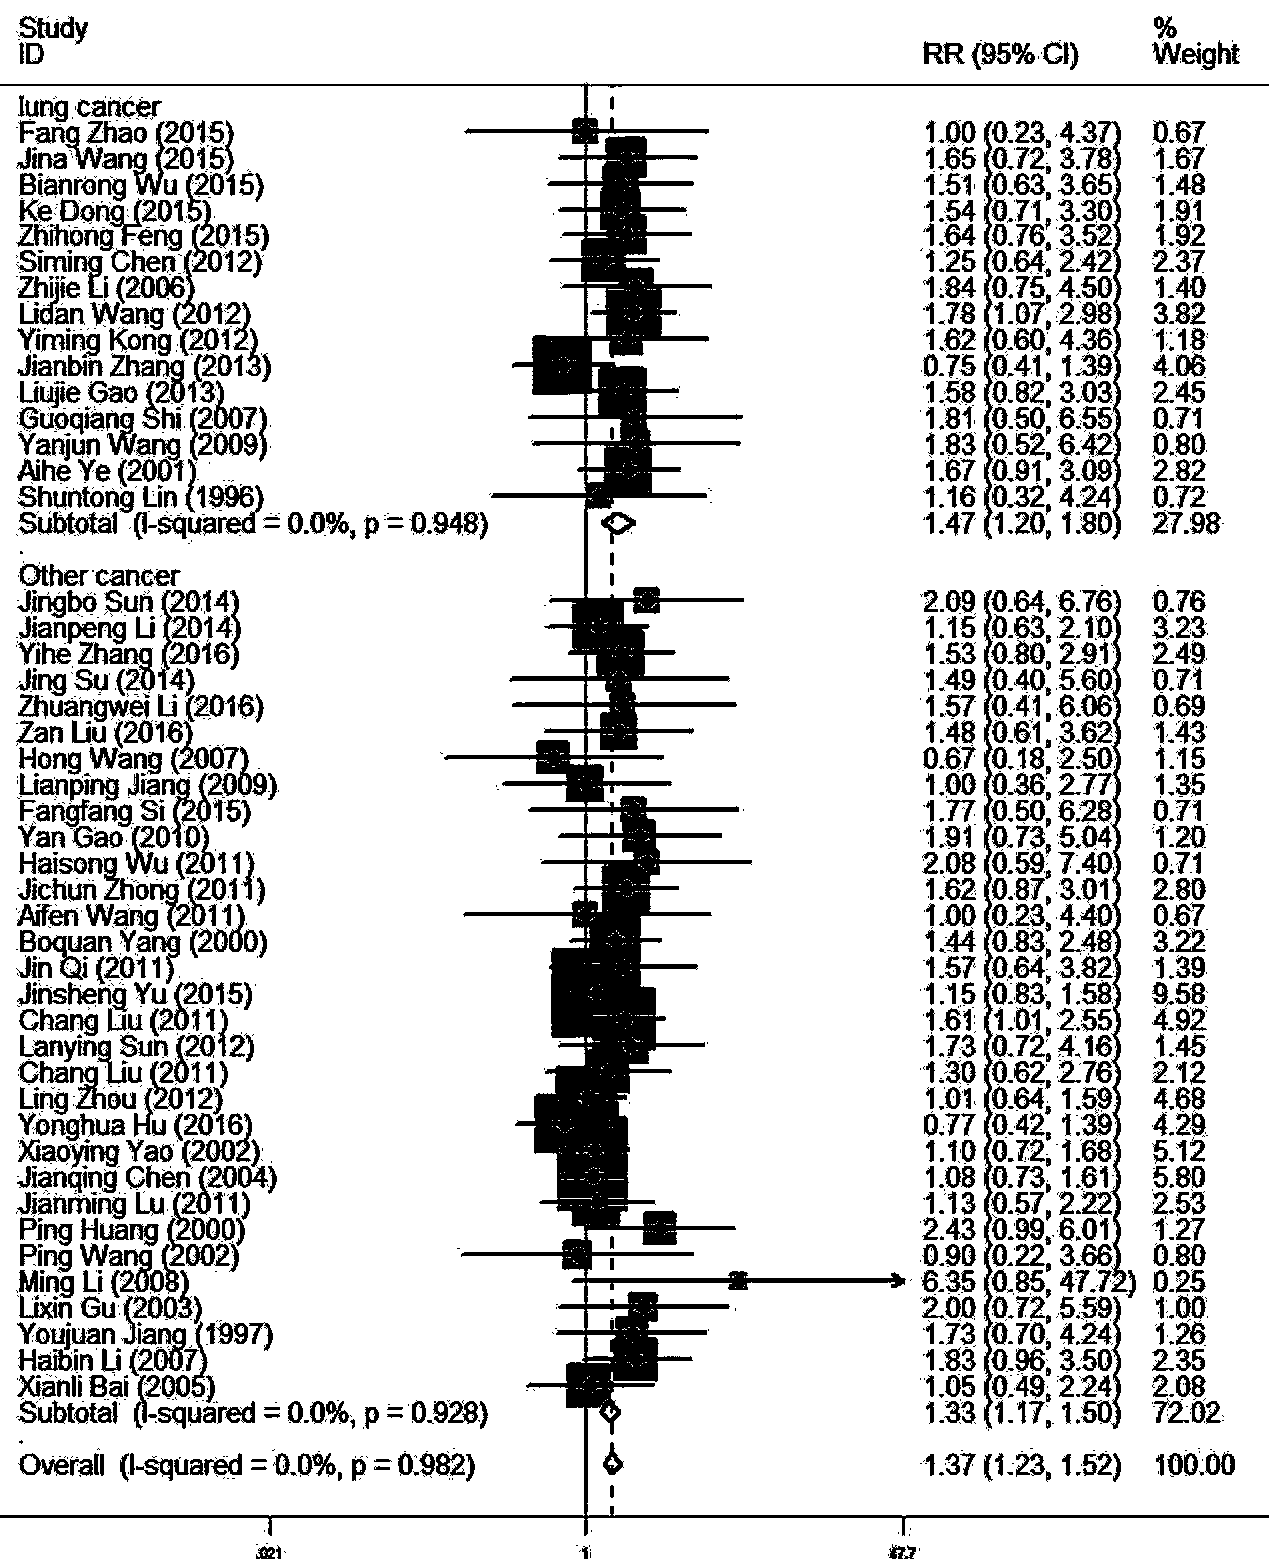 Study ID RR (95% CI) % Weight
lung cancer
Fang Zhao (2015) 1.00 (0.23, 4.37) 0.67
Jina Wang (2015) 1.65 (0.72, 3.78) 1.67
Bianrong Wu (2015) 1.51 (0.63, 3.65) 1.48
Ke Dong (2015) 1.54 (0.71, 3.30) 1.91
Zhihong Feng (2015) 1.64 (0.76, 3.52) 1.92
Siming Chen (2012) 1.25 (0.64, 2.42) 2.37
Zhijie Li (2006) 1.84 (0.75, 4.50) 1.40
Lidan Wang (2012) 1.78 (1.07, 2.98) 3.82
Yiming Kong (2012) 1.62 (0.60, 4.36) 1.18
Jianbin Zhang (2013) 0.75 (0.41, 1.39) 4.06
Liujie Gao (2013) 1.58 (0.82, 3.03) 2.45
Guoqiang Shi (2007) 1.81 (0.50, 6.55) 0.71
Yanjun Wang (2009) 1.83 (0.52, 6.42) 0.80
Aihe Ye (2001) 1.67 (0.91, 3.09) 2.82
Shuntong Lin (1996) 1.16 (0.32, 4.24) 0.72
Subtotal (I-squared = 0.0%, p = 0.948) 1.47 (1.20, 1.80) 27.98
.
Other cancer
Jingbo Sun (2014) 2.09 (0.64, 6.76) 0.76
Jianpeng Li (2014) 1.15 (0.63, 2.10) 3.23
Yihe Zhang (2016) 1.53 (0.80, 2.91) 2.49
Jing Su (2014) 1.49 (0.40, 5.60) 0.71
Zhuangwei Li (2016) 1.57 (0.41, 6.06) 0.69
Zan Liu (2016) 1.48 (0.61, 3.62) 1.43
Hong Wang (2007) 0.67 (0.18, 2.50) 1.15
Lianping Jiang (2009) 1.00 (0.36, 2.77) 1.35
Fangfang Si (2015) 1.77 (0.50, 6.28) 0.71
Yan Gao (2010) 1.91 (0.73, 5.04) 1.20
Haisong Wu (2011) 2.08 (0.59, 7.40) 0.71
Jichun Zhong (2011) 1.62 (0.87, 3.01) 2.80
Aifen Wang (2011) 1.00 (0.23, 4.40) 0.67
Boquan Yang (2000) 1.44 (0.83, 2.48) 3.22
Jin Qi (2011) 1.57 (0.64, 3.82) 1.39
Jinsheng Yu (2015) 1.15 (0.83, 1.58) 9.58
Chang Liu (2011) 1.61 (1.01, 2.55) 4.92
Lanying Sun (2012) 1.73 (0.72, 4.16) 1.45
Chang Liu (2011) 1.30 (0.62, 2.76) 2.12
Ling Zhou (2012) 1.01 (0.64, 1.59) 4.68
Yonghua Hu (2016) 0.77 (0.42, 1.39) 4.29
Xiaoying Yao (2002) 1.10 (0.72, 1.68) 5.12
Jianqing Chen (2004) 1.08 (0.73, 1.61) 5.80
Jianming Lu (2011) 1.13 (0.57, 2.22) 2.53
Ping Huang (2000) 2.43 (0.99, 6.01) 1.27
Ping Wang (2002) 0.90 (0.22, 3.66) 0.80
Ming Li (2008) 6.35 (0.85, 47.72) 0.25
Lixin Gu (2003) 2.00 (0.72, 5.59) 1.00
Youjuan Jiang (1997) 1.73 (0.70, 4.24) 1.26
Haibin Li (2007) 1.83 (0.96, 3.50) 2.35
Xianli Bai (2005) 1.05 (0.49, 2.24) 2.08
Subtotal (I-squared = 0.0%, p = 0.928) 1.33 (1.17, 1.50) 72.02
.
Overall (I-squared = 0.0%, p = 0.982) 1.37 (1.23, 1.52) 100.00
.021 1 47.7